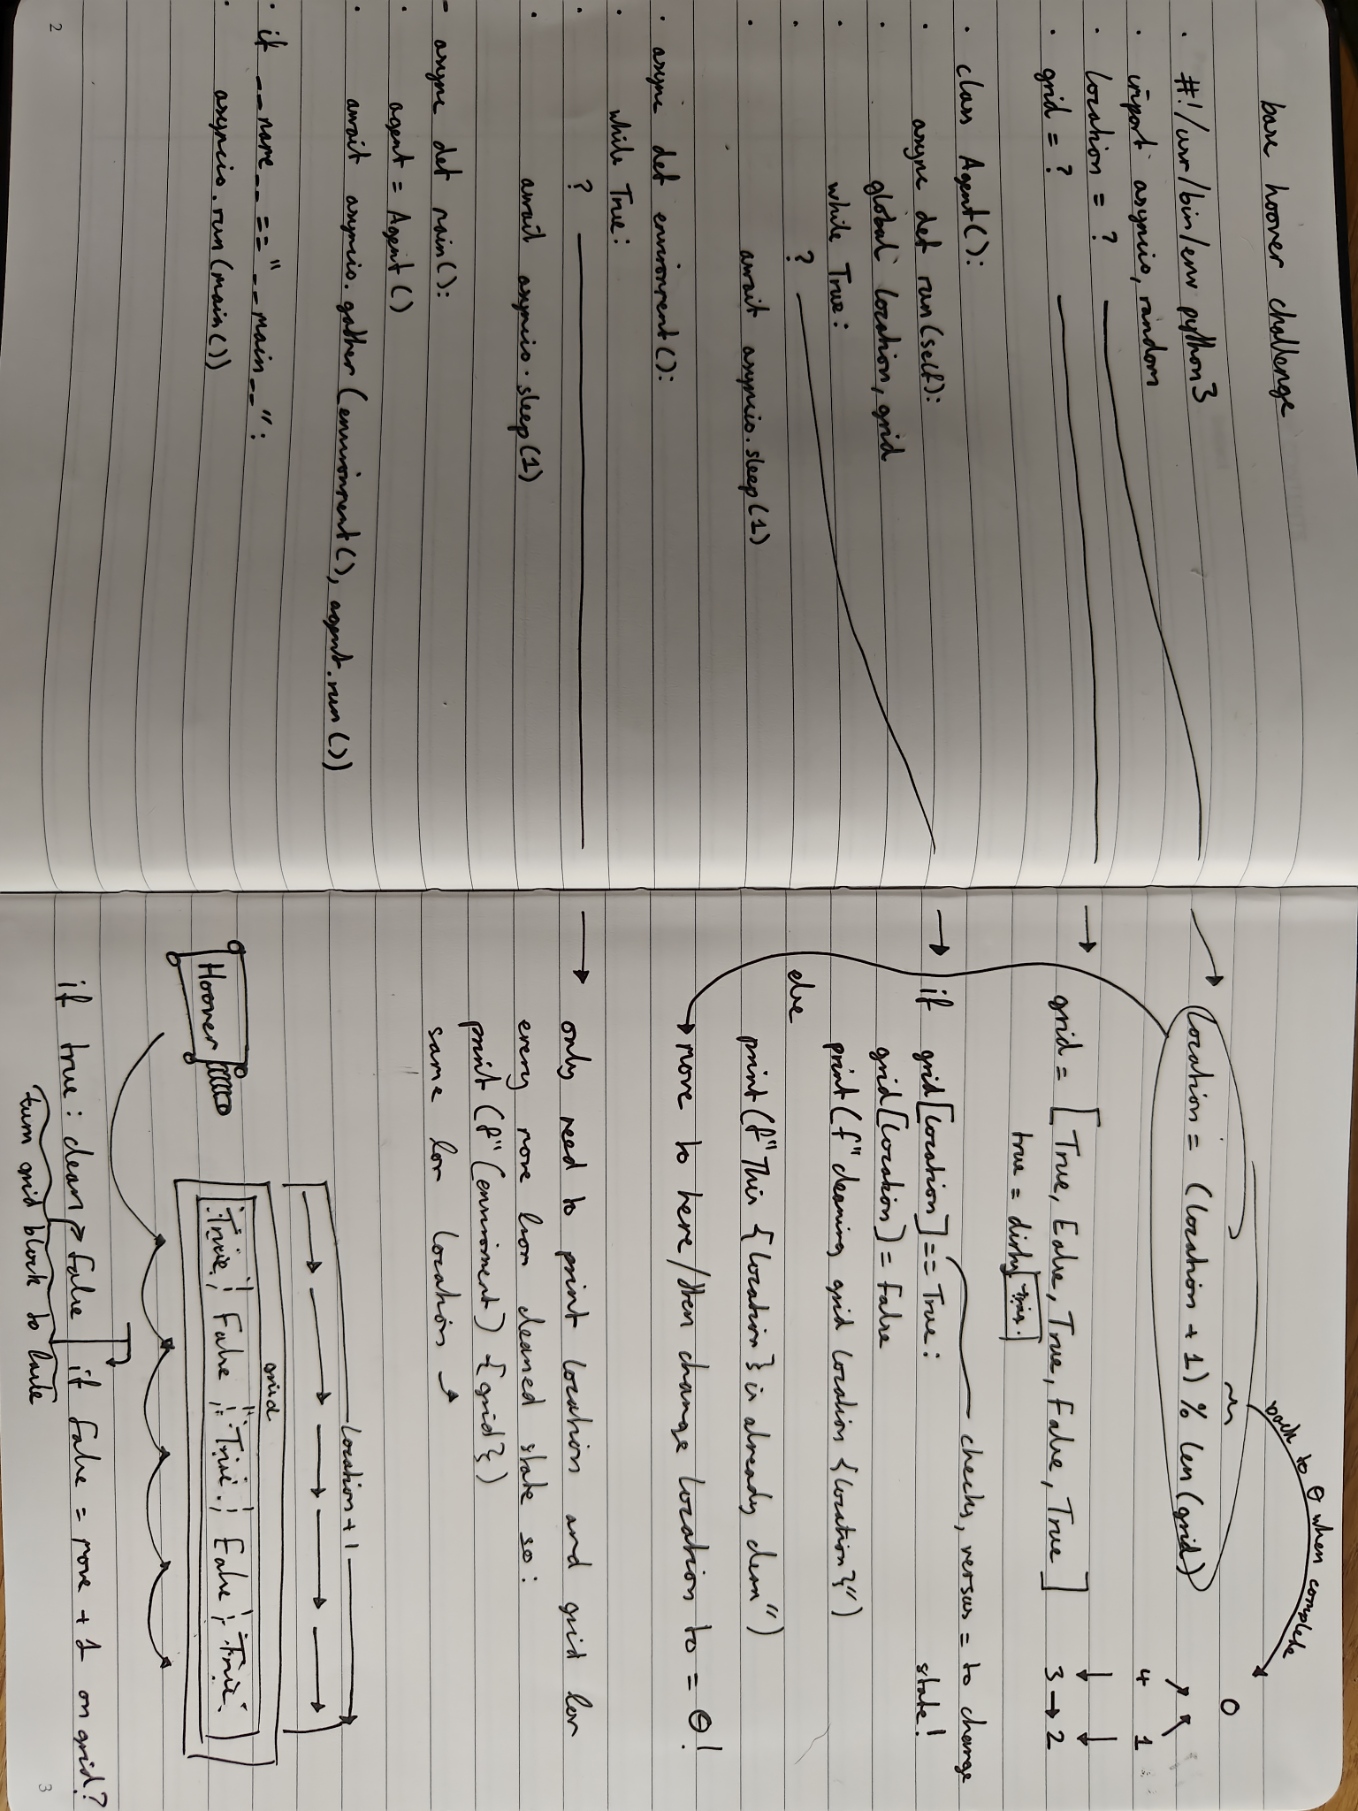 base hoover challenge
· #!/usr/bin/env python3
· import asyncio, random
· location = ?
· grid = ?
· class Agent():
· async def run(self):
· global location, grid
· while True:
· ?
· await asyncio.sleep(1)
· async def environment():
· while True:
· ?
· await asyncio.sleep(1)
- async def main():
· agent = Agent()
· await asyncio.gather(environment(), agent.run())
· if __name__ == "__main__":
· asyncio.run(main())
2
back to 0 when complete
location = (location + 1) % len(grid)
0
4 1
3 → 2
grid = [True, False, True, False, True]
true = dirty
checks, versus = to change
state!
if grid[location] == True:
grid[location] = False
print(f"cleaning grid location {location}")
else
print(f"This {location} is already clean")
move to here/then change location to = 0!
only need to print location and grid for
every move from cleaned state so:
print(f"(enviroment) {grid})
same for location
location + 1
grid
Hoover
True False True False True
if true: clean → False if False = move + 1 on grid?
turn grid block to false
3